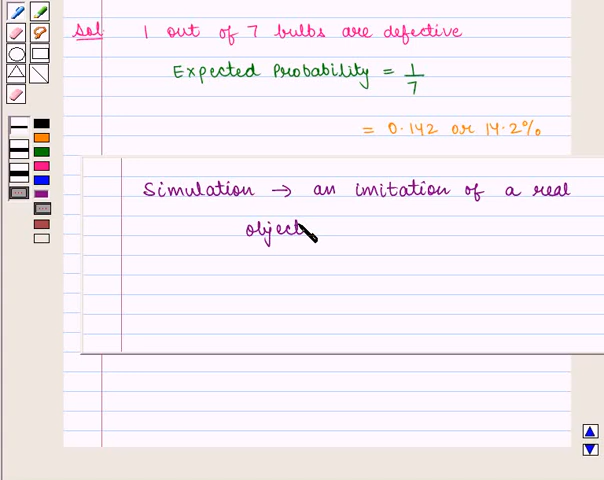 Sol 1 out of 7 bulbs are defective
Expected Probability = 1/7
= 0.142 or 14.2%
Simulation → an imitation of a real
object